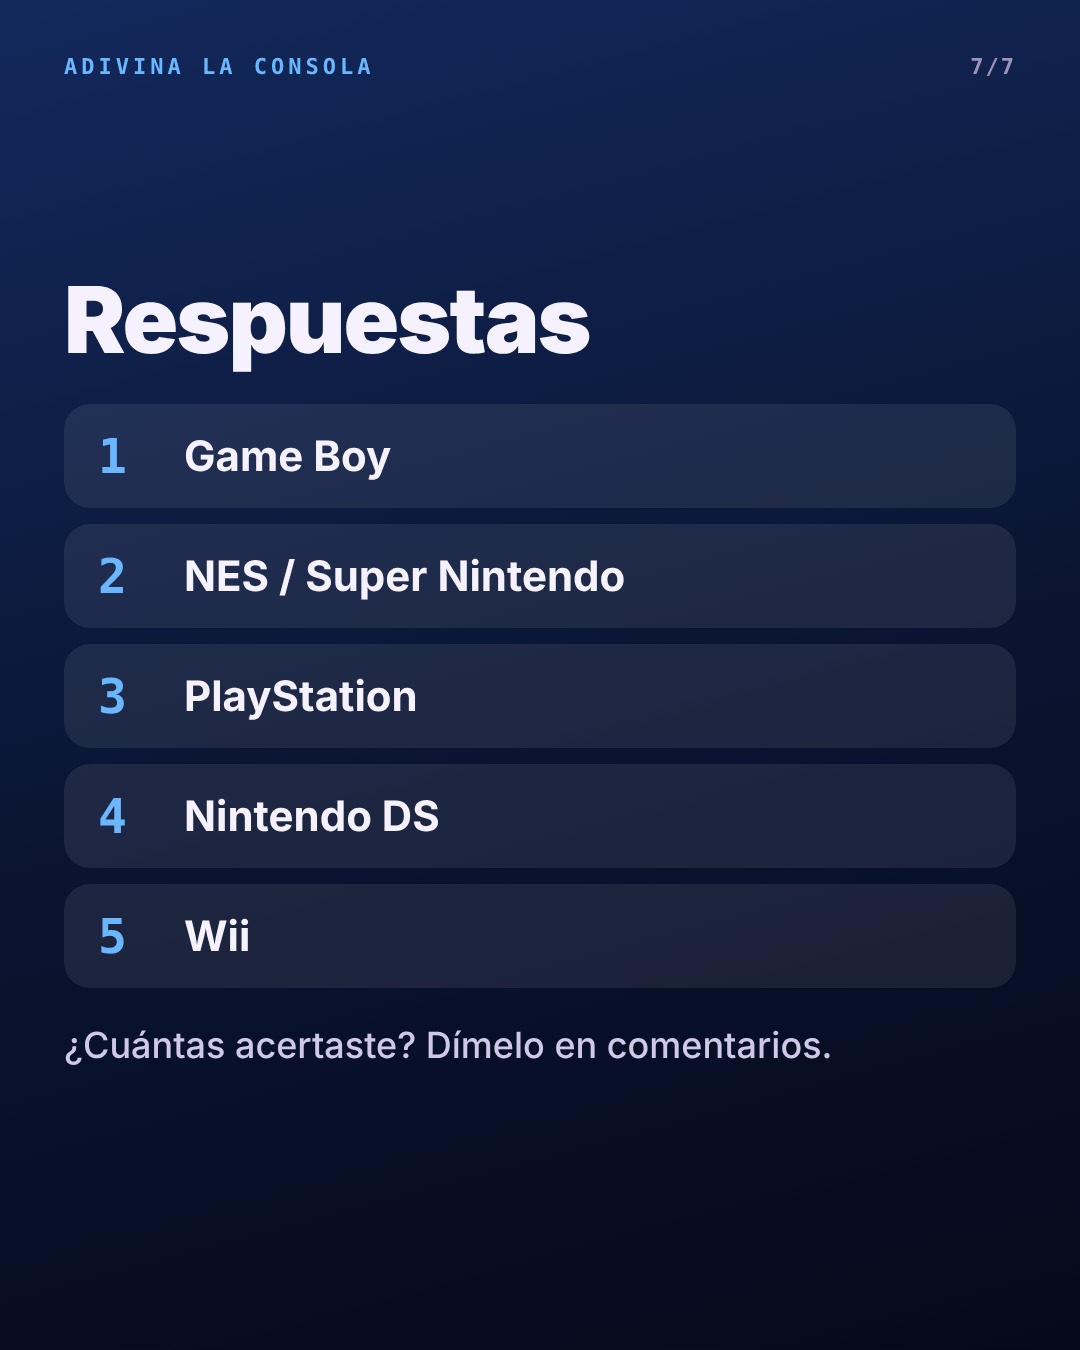 ADIVINA LA CONSOLA
7/7
Respuestas
1 Game Boy
2 NES / Super Nintendo
3 PlayStation
4 Nintendo DS
5 Wii
¿Cuántas acertaste? Dímelo en comentarios.